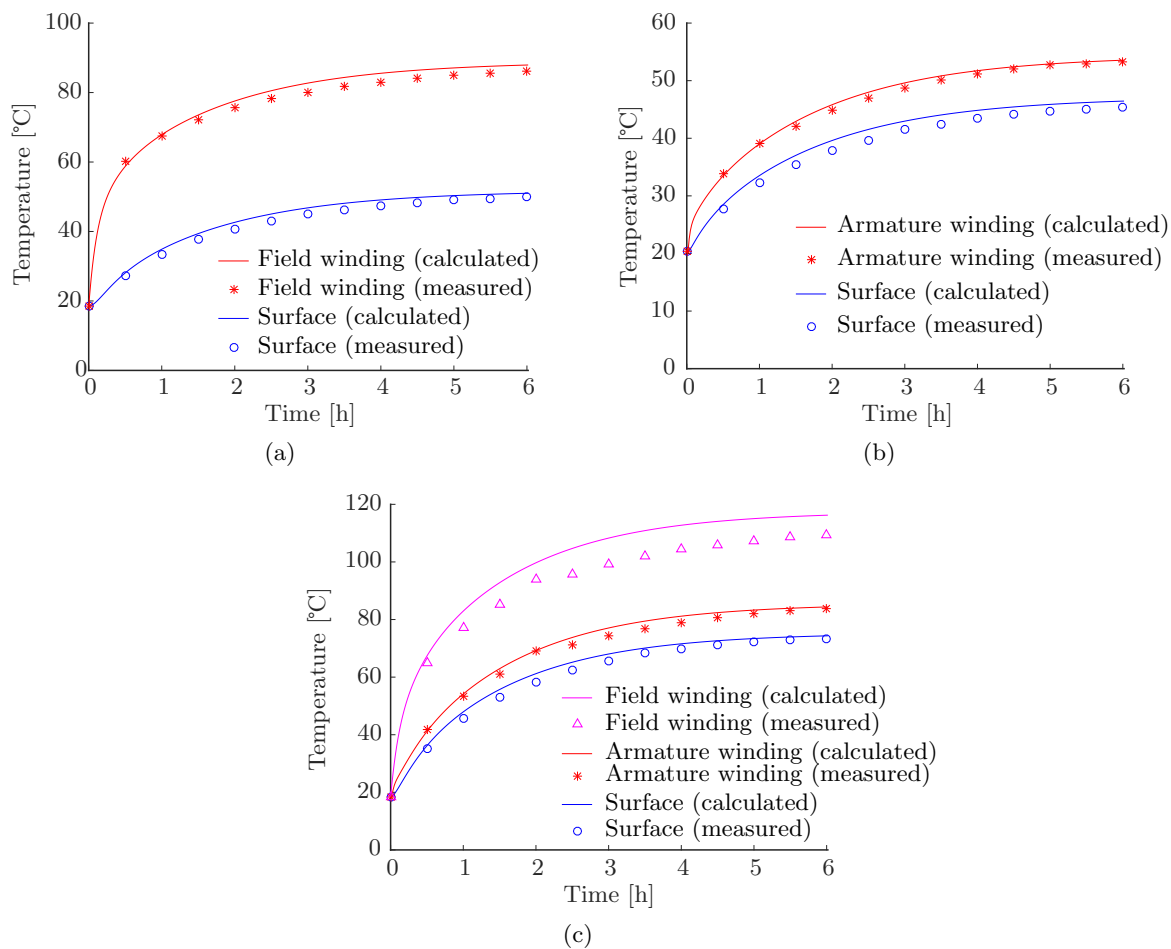 100
80
60
40
20
0
Temperature [℃]
Field winding (calculated)
Field winding (measured)
Surface (calculated)
Surface (measured)
0 1 2 3 4 5 6
Time [h]
(a)
60
50
40
30
20
10
0
Temperature [℃]
Armature winding (calculated)
Armature winding (measured)
Surface (calculated)
Surface (measured)
0 1 2 3 4 5 6
Time [h]
(b)
120
100
80
60
40
20
0
Temperature [℃]
Field winding (calculated)
Field winding (measured)
Armature winding (calculated)
Armature winding (measured)
Surface (calculated)
Surface (measured)
0 1 2 3 4 5 6
Time [h]
(c)